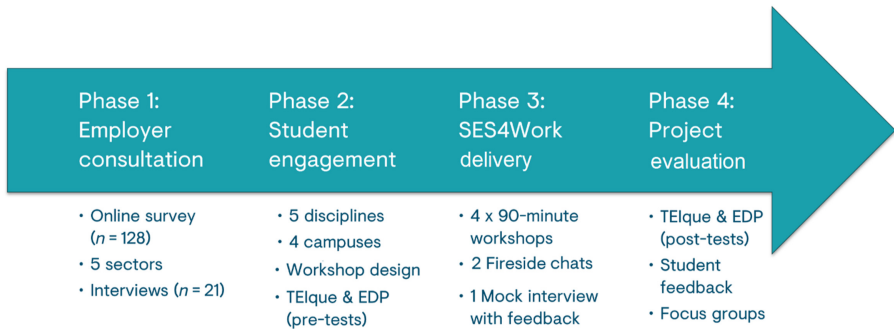 Phase 1:
Employer
consultation
Phase 2:
Student
engagement
Phase 3:
SES4Work
delivery
Phase 4:
Project
evaluation
• Online survey
(n = 128)
• 5 sectors
• Interviews (n = 21)
• 5 disciplines
• 4 campuses
• Workshop design
• TEIque & EDP
(pre-tests)
• 4 x 90-minute
workshops
• 2 Fireside chats
• 1 Mock interview
with feedback
• TEIque & EDP
(post-tests)
• Student
feedback
• Focus groups